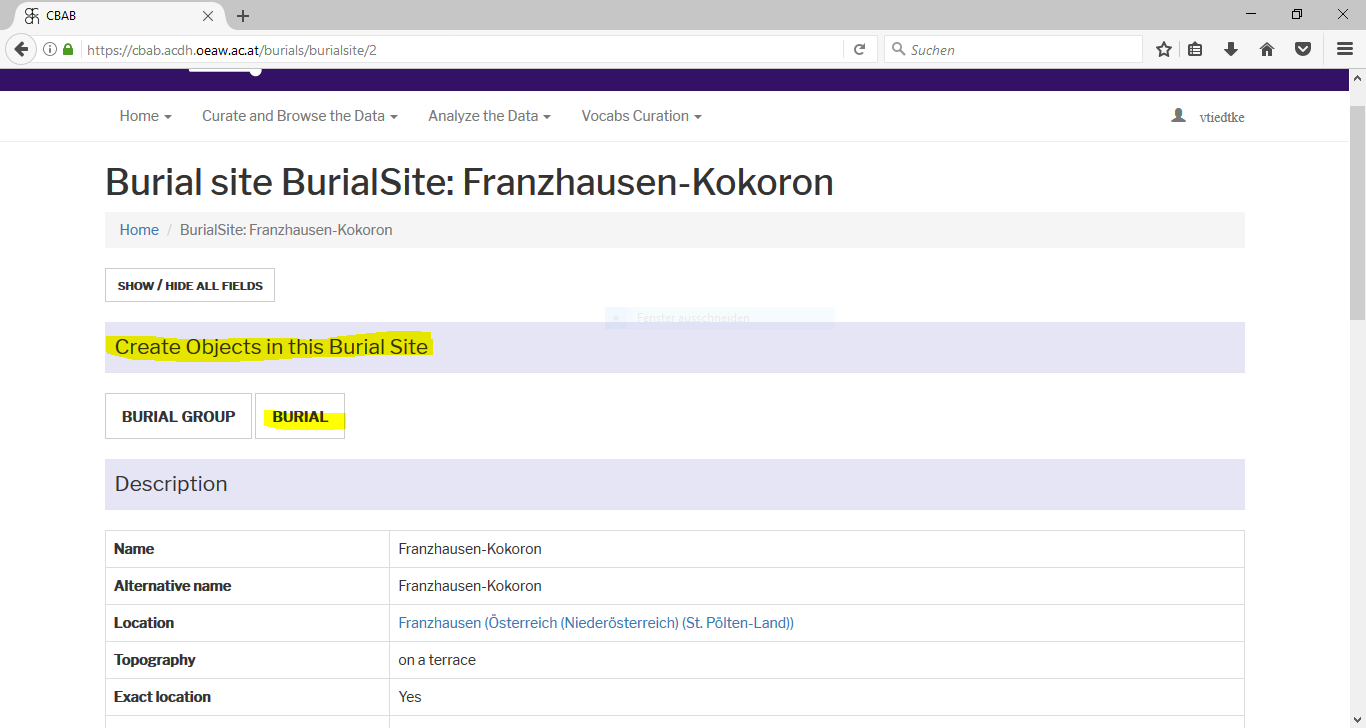 CBAB
https://cbab.acdh.oeaw.ac.at/burials/burialsite/2
Suchen
Home Curate and Browse the Data Analyze the Data Vocabs Curation vtiedtke
Burial site BurialSite: Franzhausen-Kokoron
Home / BurialSite: Franzhausen-Kokoron
SHOW / HIDE ALL FIELDS
Fenster ausschneiden
Create Objects in this Burial Site
BURIAL GROUP BURIAL
Description
Name Franzhausen-Kokoron
Alternative name Franzhausen-Kokoron
Location Franzhausen (Österreich (Niederösterreich) (St. Pölten-Land))
Topography on a terrace
Exact location Yes